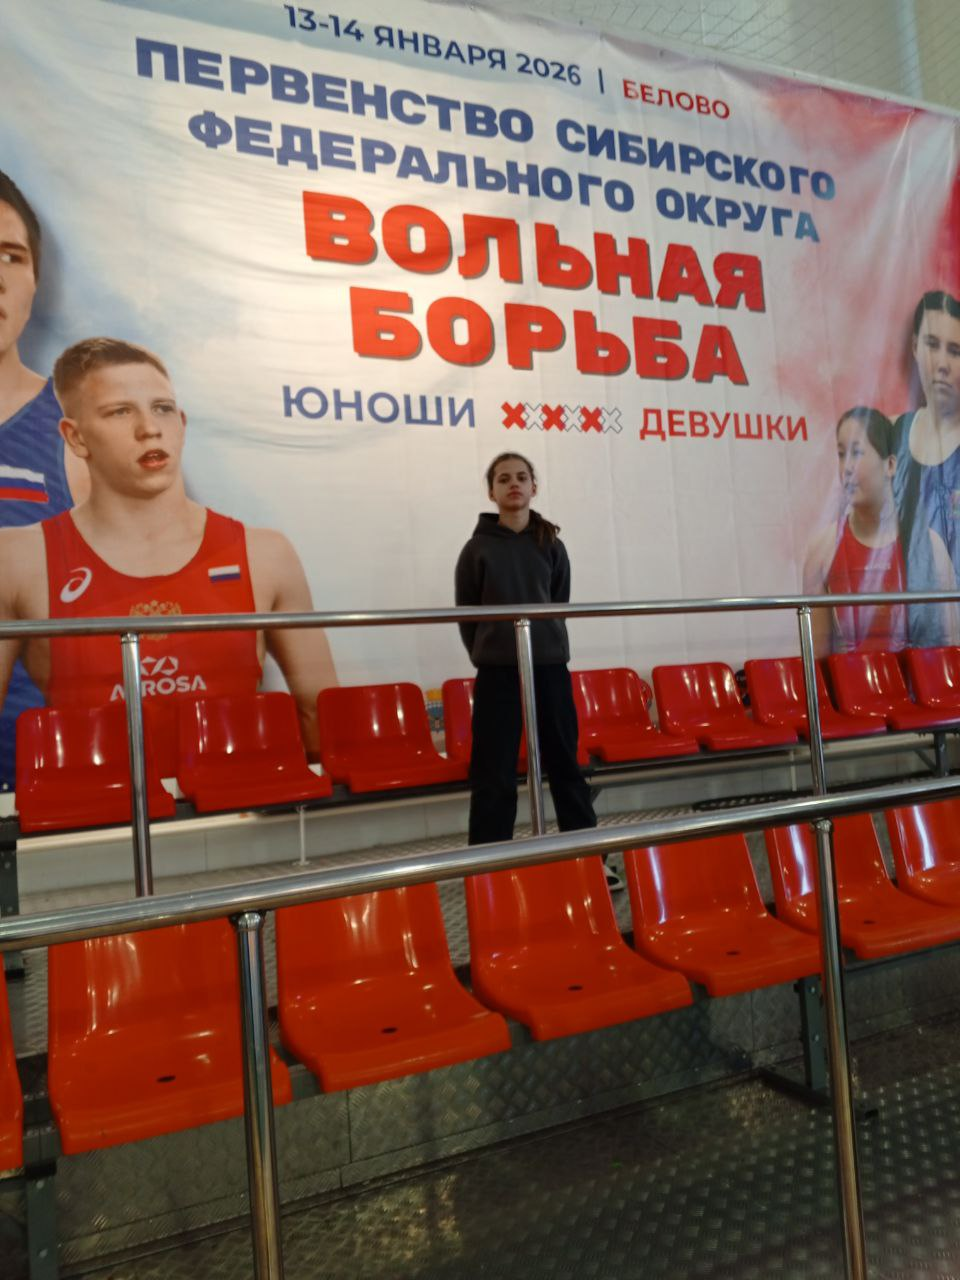 13-14 ЯНВАРЯ 2026 | БЕЛОВО
ПЕРВЕНСТВО СИБИРСКОГО
ФЕДЕРАЛЬНОГО ОКРУГА
ВОЛЬНАЯ
БОРЬБА
ЮНОШИ ДЕВУШКИ
ALROSA